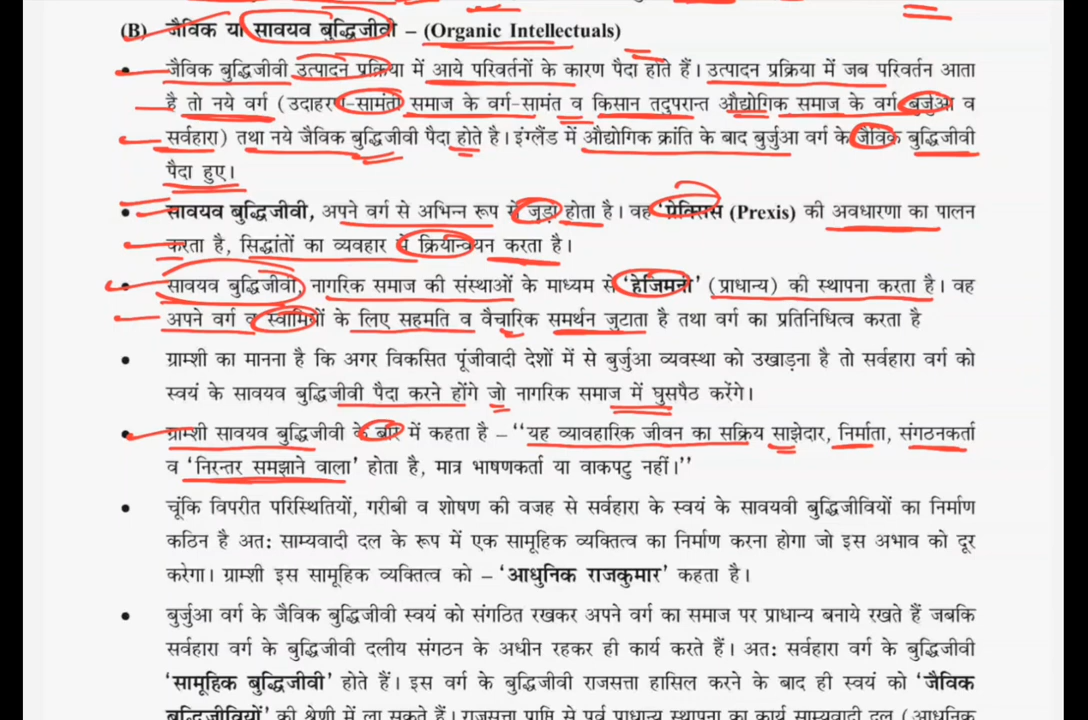 (B) जैविक या सावयव बुद्धिजीवी – (Organic Intellectuals)
• जैविक बुद्धिजीवी उत्पादन प्रक्रिया में आये परिवर्तनों के कारण पैदा होते हैं। उत्पादन प्रक्रिया में जब परिवर्तन आता
है तो नये वर्ग (उदाहरण-सामंती समाज के वर्ग-सामंत व किसान तदुपरान्त औद्योगिक समाज के वर्ग बुर्जुआ व
सर्वहारा) तथा नये जैविक बुद्धिजीवी पैदा होते है। इंग्लैंड में औद्योगिक क्रांति के बाद बुर्जुआ वर्ग के जैविक बुद्धिजीवी
पैदा हुए।
• सावयव बुद्धिजीवी, अपने वर्ग से अभिन्न रूप से जुड़ा होता है। वह 'प्रेक्सिस (Prexis) की अवधारणा का पालन
करता है, सिद्धांतों का व्यवहार में क्रियान्वयन करता है।
• सावयव बुद्धिजीवी, नागरिक समाज की संस्थाओं के माध्यम से 'हेजिमनी' (प्राधान्य) की स्थापना करता है। वह
अपने वर्ग व स्वामियों के लिए सहमति व वैचारिक समर्थन जुटाता है तथा वर्ग का प्रतिनिधित्व करता है
• ग्राम्शी का मानना है कि अगर विकसित पूंजीवादी देशों में से बुर्जुआ व्यवस्था को उखाड़ना है तो सर्वहारा वर्ग को
स्वयं के सावयव बुद्धिजीवी पैदा करने होंगे जो नागरिक समाज में घुसपैठ करेंगे।
• ग्राम्शी सावयव बुद्धिजीवी के बारे में कहता है –''यह व्यावहारिक जीवन का सक्रिय साझेदार, निर्माता, संगठनकर्ता
व 'निरन्तर समझाने वाला' होता है, मात्र भाषणकर्ता या वाकपटु नहीं।''
• चूंकि विपरीत परिस्थितियों, गरीबी व शोषण की वजह से सर्वहारा के स्वयं के सावयवी बुद्धिजीवियों का निर्माण
कठिन है अत: साम्यवादी दल के रूप में एक सामूहिक व्यक्तित्व का निर्माण करना होगा जो इस अभाव को दूर
करेगा। ग्राम्शी इस सामूहिक व्यक्तित्व को – 'आधुनिक राजकुमार' कहता है।
• बुर्जुआ वर्ग के जैविक बुद्धिजीवी स्वयं को संगठित रखकर अपने वर्ग का समाज पर प्राधान्य बनाये रखते हैं जबकि
सर्वहारा वर्ग के बुद्धिजीवी दलीय संगठन के अधीन रहकर ही कार्य करते हैं। अत: सर्वहारा वर्ग के बुद्धिजीवी
'सामूहिक बुद्धिजीवी' होते हैं। इस वर्ग के बुद्धिजीवी राजसत्ता हासिल करने के बाद ही स्वयं को 'जैविक
बुद्धिजीवियों' की श्रेणी में ला सकते हैं। राजसत्ता प्राप्ति से पूर्व प्राधान्य स्थापना का कार्य साम्यवादी दल (आधुनिक